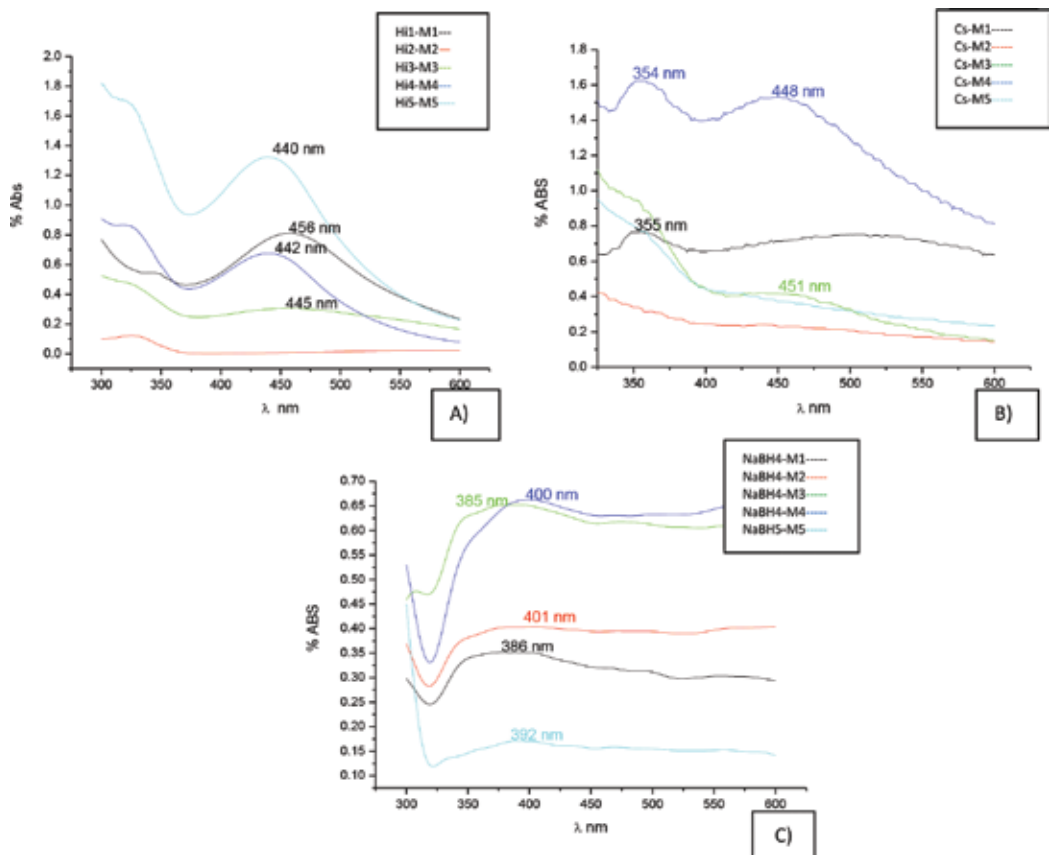 Hi1-M1---
Hi2-M2---
Hi3-M3---
Hi4-M4---
Hi5-M5---
2.0
1.8
1.6
1.4
1.2
1.0
0.8
0.6
0.4
0.2
0.0
% Abs
440 nm
456 nm
442 nm
445 nm
300 350 400 450 500 550 600
λ nm
A)
Cs-M1-----
Cs-M2-----
Cs-M3-----
Cs-M4-----
Cs-M5-----
1.8
1.6
1.4
1.2
1.0
0.8
0.6
0.4
0.2
0.0
% ABS
354 nm
448 nm
355 nm
451 nm
350 400 450 500 550 600
λ nm
B)
NaBH4-M1-----
NaBH4-M2-----
NaBH4-M3-----
NaBH4-M4-----
NaBH5-M5-----
0.70
0.65
0.60
0.55
0.50
0.45
0.40
0.35
0.30
0.25
0.20
0.15
0.10
% ABS
385 nm
400 nm
401 nm
386 nm
392 nm
300 350 400 450 500 550 600
λ nm
C)